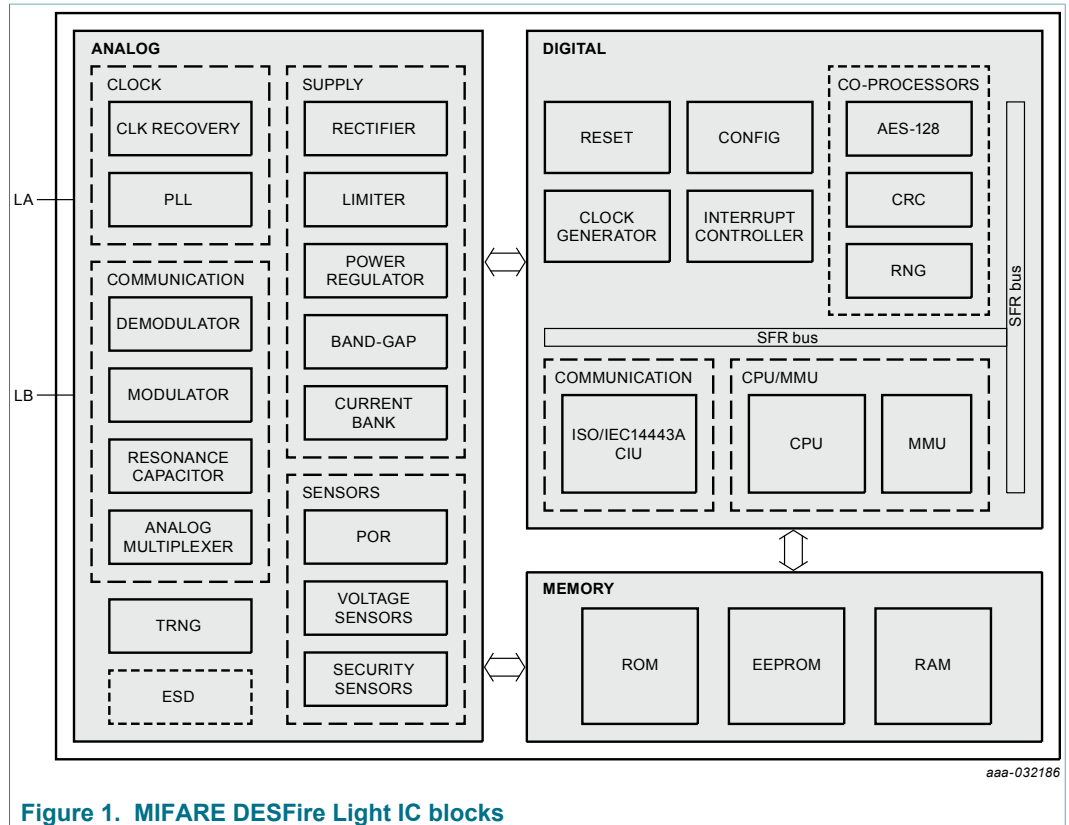 ANALOG
CLOCK
CLK RECOVERY
PLL
COMMUNICATION
DEMODULATOR
MODULATOR
RESONANCE
CAPACITOR
ANALOG
MULTIPLEXER
TRNG
ESD
LA
LB
SUPPLY
RECTIFIER
LIMITER
POWER
REGULATOR
BAND-GAP
CURRENT
BANK
SENSORS
POR
VOLTAGE
SENSORS
SECURITY
SENSORS
DIGITAL
RESET
CONFIG
CLOCK
GENERATOR
INTERRUPT
CONTROLLER
CO-PROCESSORS
AES-128
CRC
RNG
SFR bus
SFR bus
COMMUNICATION
ISO/IEC14443A
CIU
CPU/MMU
CPU
MMU
MEMORY
ROM
EEPROM
RAM
aaa-032186
Figure 1. MIFARE DESFire Light IC blocks